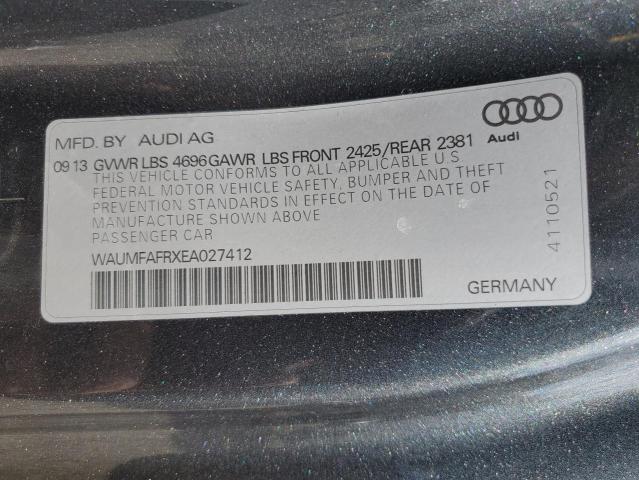 MFD. BY AUDI AG
Audi
09 13 GVWR LBS 4696 GAWR LBS FRONT 2425/REAR 2381
THIS VEHICLE CONFORMS TO ALL APPLICABLE U.S
FEDERAL MOTOR VEHICLE SAFETY, BUMPER AND THEFT
PREVENTION STANDARDS IN EFFECT ON THE DATE OF
MANUFACTURE SHOWN ABOVE
PASSENGER CAR
WAUMFAFRXEA027412
4110521
GERMANY